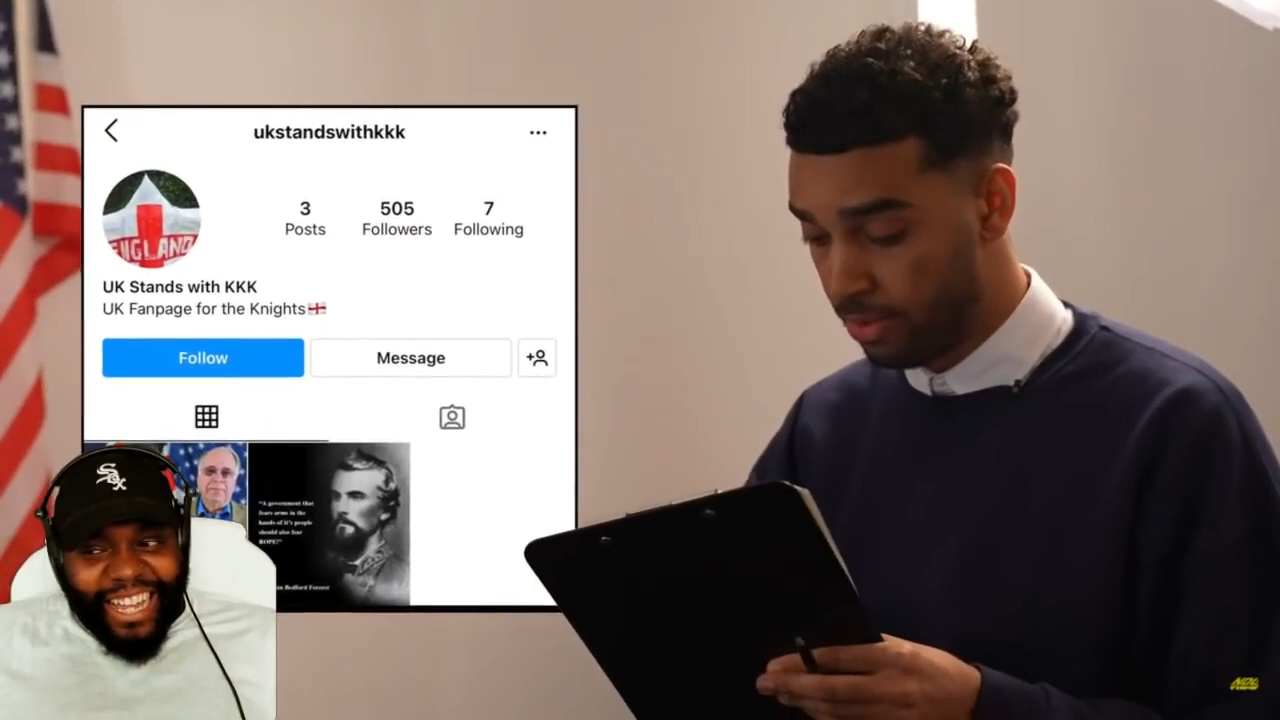 ukstandswithkkk
3 505 7
Posts Followers Following
ENGLAND
UK Stands with KKK
UK Fanpage for the Knights🏴󠁧󠁢󠁥󠁮󠁧󠁿
Follow Message
"A government that
fears arms in the
hands of it's people
should also fear
ROPE!"
Bedford Forrest
Sox